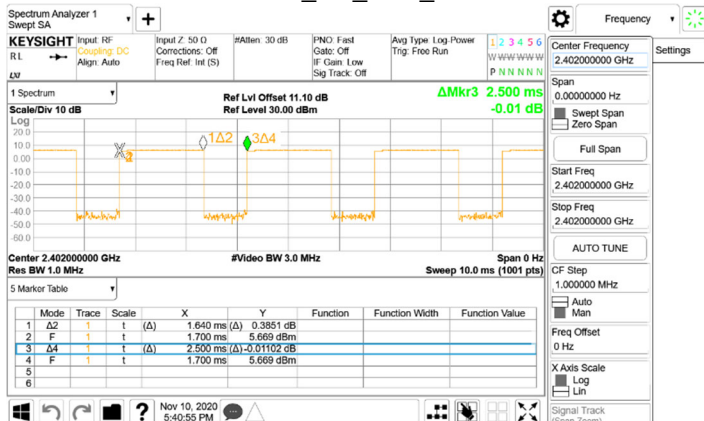 Spectrum Analyzer 1
Swept SA
+
Frequency
KEYSIGHT
RL
LXI
Input: RF
Coupling: DC
Align: Auto
Input Z: 50 Ω
Corrections: Off
Freq Ref: Int (S)
#Atten: 30 dB
PNO: Fast
Gate: Off
IF Gain: Low
Sig Track: Off
Avg Type: Log-Power
Trig: Free Run
1 2 3 4 5 6
W W W W W W
P N N N N N
Center Frequency
2.402000000 GHz
Settings
Span
0.00000000 Hz
Swept Span
Zero Span
Full Span
Start Freq
2.402000000 GHz
Stop Freq
2.402000000 GHz
AUTO TUNE
CF Step
1.000000 MHz
Auto
Man
Freq Offset
0 Hz
X Axis Scale
Log
Lin
Signal Track
(Span Zoom)
1 Spectrum
Scale/Div 10 dB
Ref Lvl Offset 11.10 dB
Ref Level 30.00 dBm
ΔMkr3 2.500 ms
-0.01 dB
Log
20.0
10.0
0.00
-10.0
-20.0
-30.0
-40.0
-50.0
-60.0
1Δ2
3Δ4
Center 2.402000000 GHz
Res BW 1.0 MHz
#Video BW 3.0 MHz
Span 0 Hz
Sweep 10.0 ms (1001 pts)
5 Marker Table
Mode Trace Scale X Y Function Function Width Function Value
1 Δ2 1 t (Δ) 1.640 ms (Δ) 0.3851 dB
2 F 1 t 1.700 ms 5.669 dBm
3 Δ4 1 t (Δ) 2.500 ms (Δ) -0.01102 dB
4 F 1 t 1.700 ms 5.669 dBm
5
6
?
Nov 10, 2020
5:40:55 PM